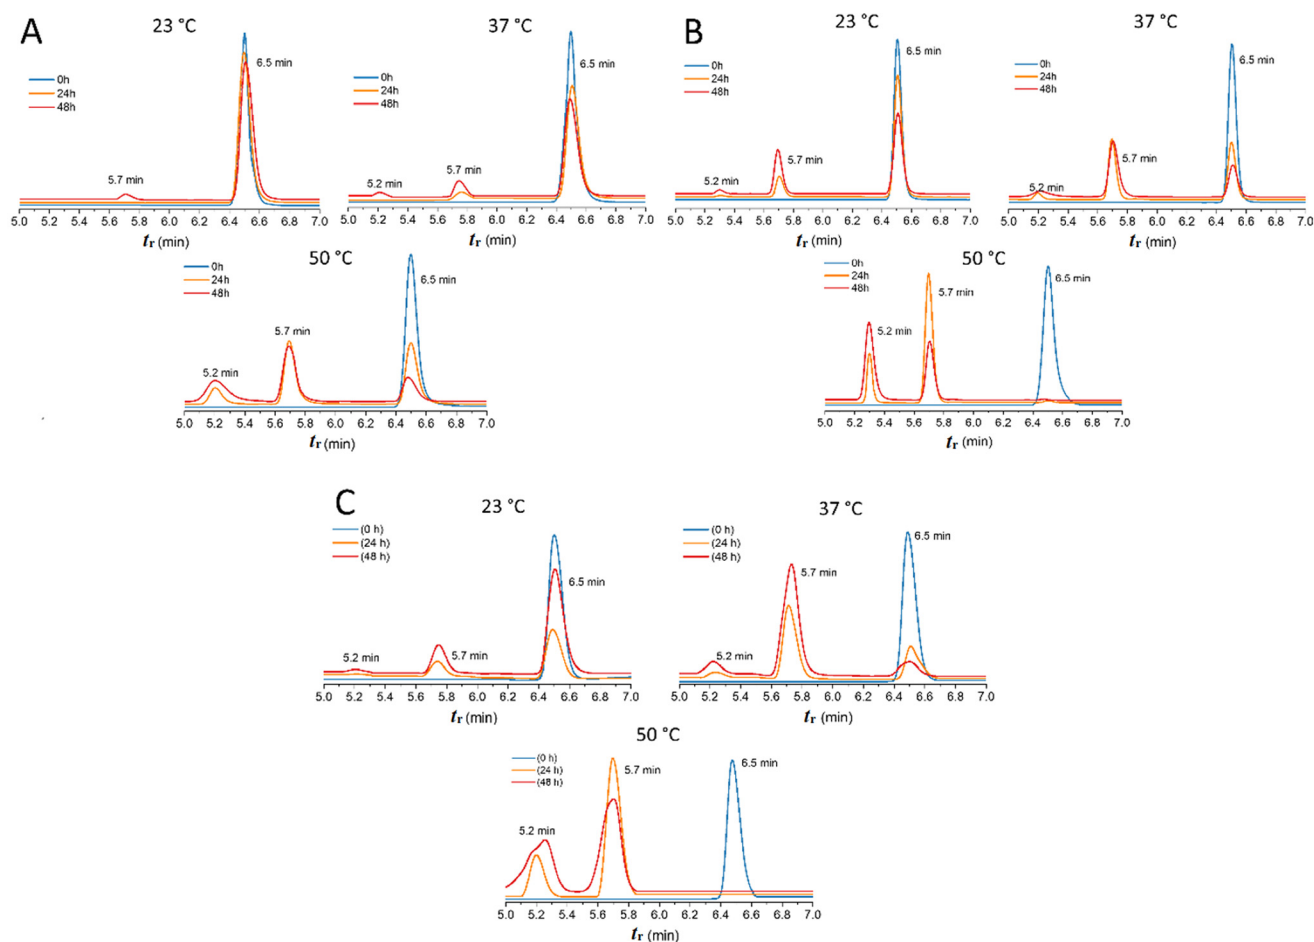 A
23 °C
0h
24h
48h
6.5 min
5.7 min
5.0 5.2 5.4 5.6 5.8 6.0 6.2 6.4 6.6 6.8 7.0
tr (min)
37 °C
0h
24h
48h
6.5 min
5.2 min
5.7 min
5.0 5.2 5.4 5.6 5.8 6.0 6.2 6.4 6.6 6.8 7.0
tr (min)
50 °C
0h
24h
48h
6.5 min
5.7 min
5.2 min
5.0 5.2 5.4 5.6 5.8 6.0 6.2 6.4 6.6 6.8 7.0
tr (min)
B
23 °C
0h
24h
48h
6.5 min
5.7 min
5.2 min
5.0 5.2 5.4 5.6 5.8 6.0 6.2 6.4 6.6 6.8 7.0
tr (min)
37 °C
0h
24h
48h
6.5 min
5.7 min
5.2 min
5.0 5.2 5.4 5.6 5.8 6.0 6.2 6.4 6.6 6.8 7.0
tr (min)
50 °C
0h
24h
48h
6.5 min
5.7 min
5.2 min
5.0 5.2 5.4 5.6 5.8 6.0 6.2 6.4 6.6 6.8 7.0
tr (min)
C
23 °C
(0 h)
(24 h)
(48 h)
6.5 min
5.2 min
5.7 min
5.0 5.2 5.4 5.6 5.8 6.0 6.2 6.4 6.6 6.8 7.0
tr (min)
37 °C
(0 h)
(24 h)
(48 h)
6.5 min
5.7 min
5.2 min
5.0 5.2 5.4 5.6 5.8 6.0 6.2 6.4 6.6 6.8 7.0
tr (min)
50 °C
(0 h)
(24 h)
(48 h)
5.7 min
6.5 min
5.2 min
5.0 5.2 5.4 5.6 5.8 6.0 6.2 6.4 6.6 6.8 7.0
tr (min)